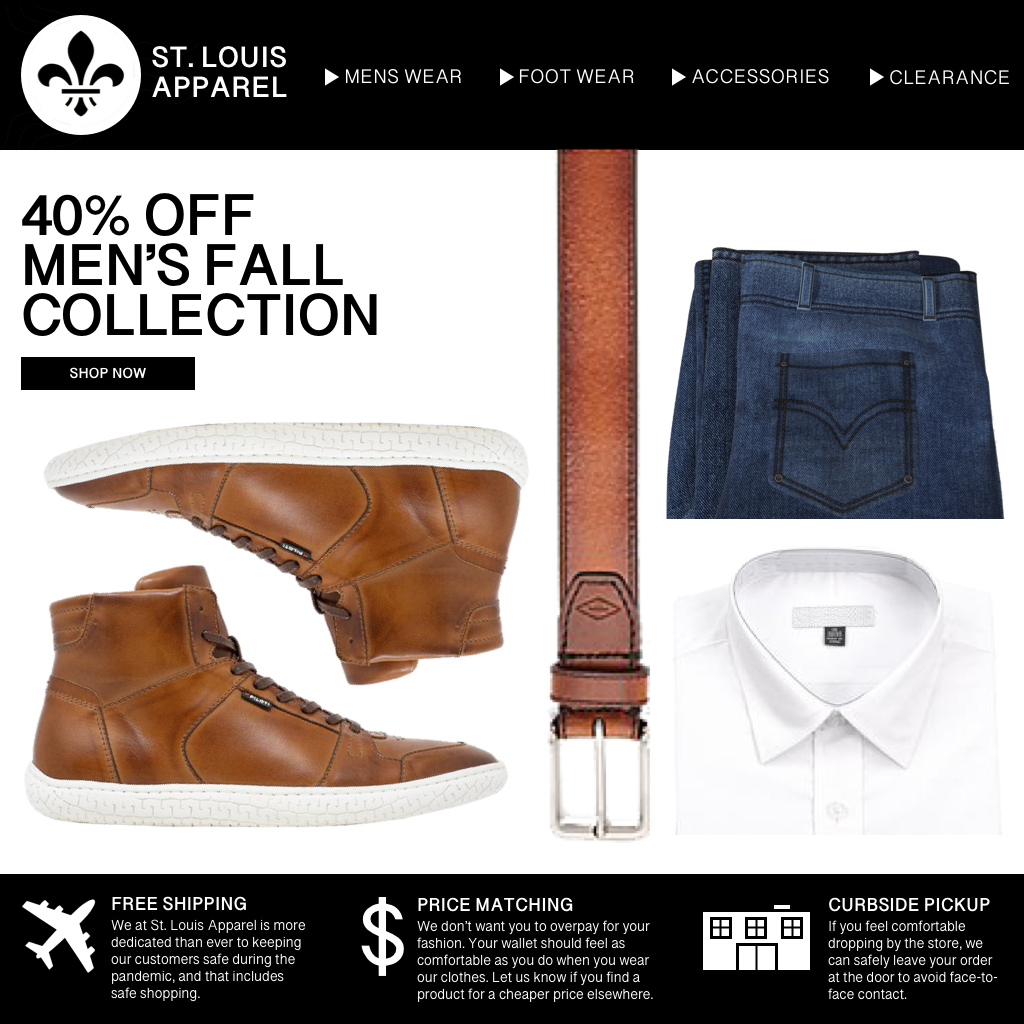 ST. LOUIS
APPAREL
MENS WEAR
FOOT WEAR
ACCESSORIES
CLEARANCE
40% OFF
MEN’S FALL
COLLECTION
SHOP NOW
PILOTI
PILOTI
FREE SHIPPING
We at St. Louis Apparel is more
dedicated than ever to keeping
our customers safe during the
pandemic, and that includes
safe shopping.
PRICE MATCHING
We don’t want you to overpay for your
fashion. Your wallet should feel as
comfortable as you do when you wear
our clothes. Let us know if you find a
product for a cheaper price elsewhere.
CURBSIDE PICKUP
If you feel comfortable
dropping by the store, we
can safely leave your order
at the door to avoid face-to-
face contact.